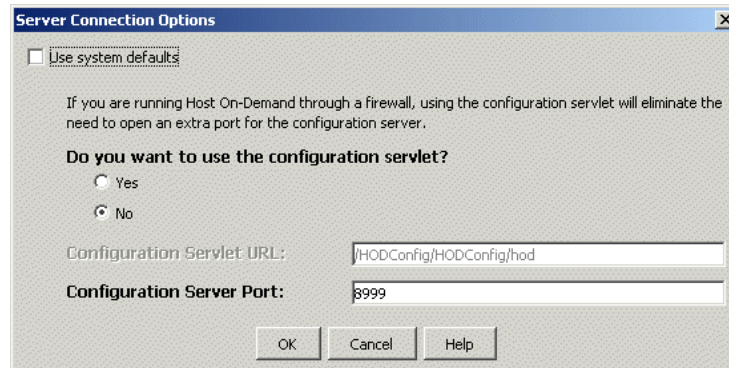 Server Connection Options
Use system defaults
If you are running Host On-Demand through a firewall, using the configuration servlet will eliminate the
need to open an extra port for the configuration server.
Do you want to use the configuration servlet?
Yes
No
Configuration Servlet URL: /HODConfig/HODConfig/hod
Configuration Server Port: 8999
OK Cancel Help